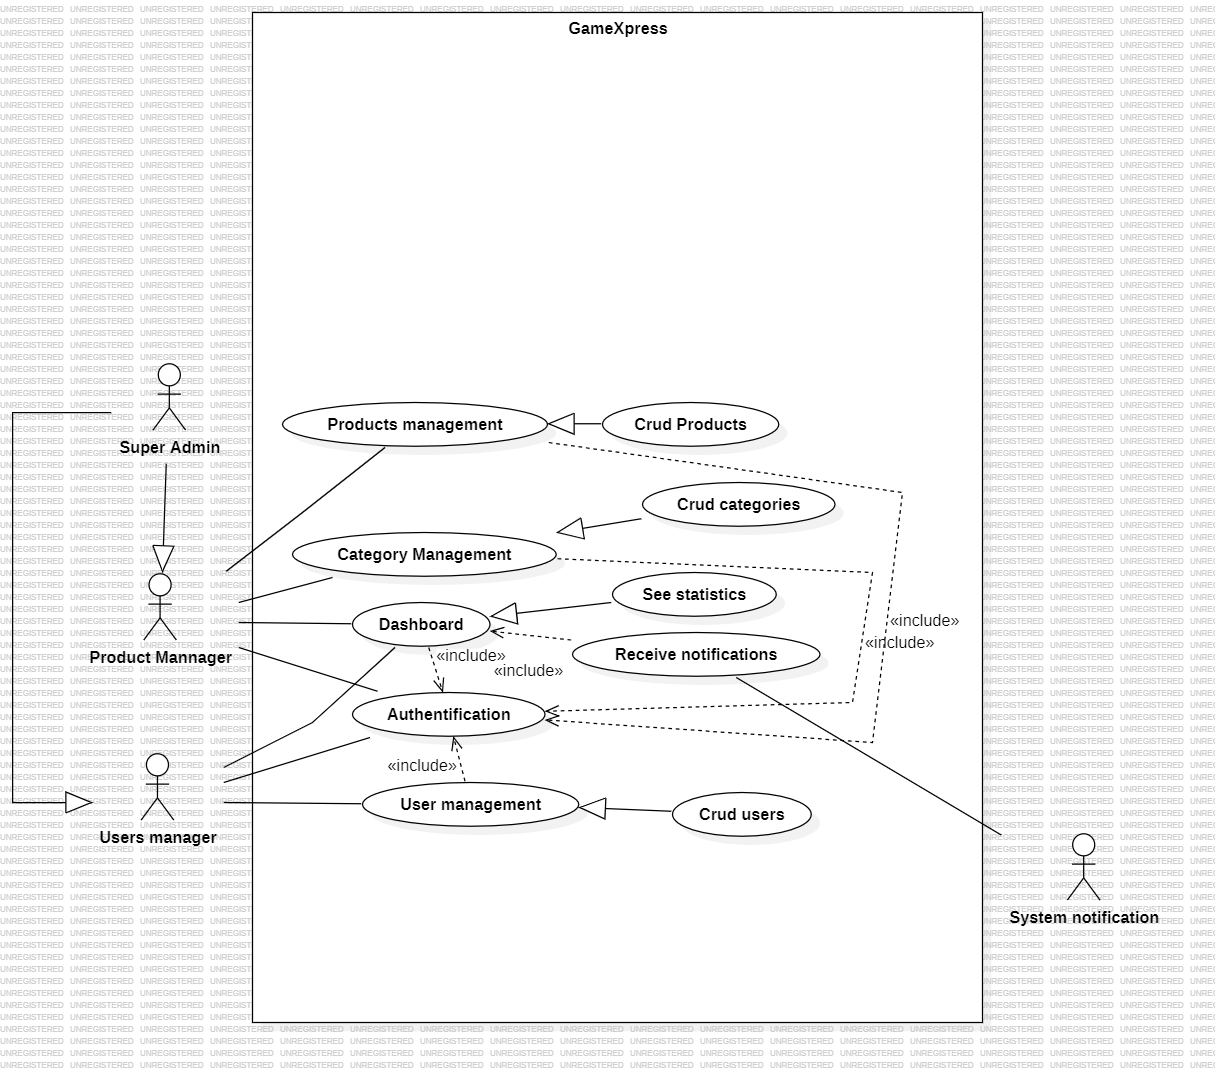 GameXpress
Super Admin
Products management
Crud Products
Crud categories
Category Management
See statistics
Dashboard
«include»
«include»
Product Mannager
Receive notifications
«include»
«include»
Authentification
«include»
User management
Crud users
Users manager
System notification
UNREGISTERED